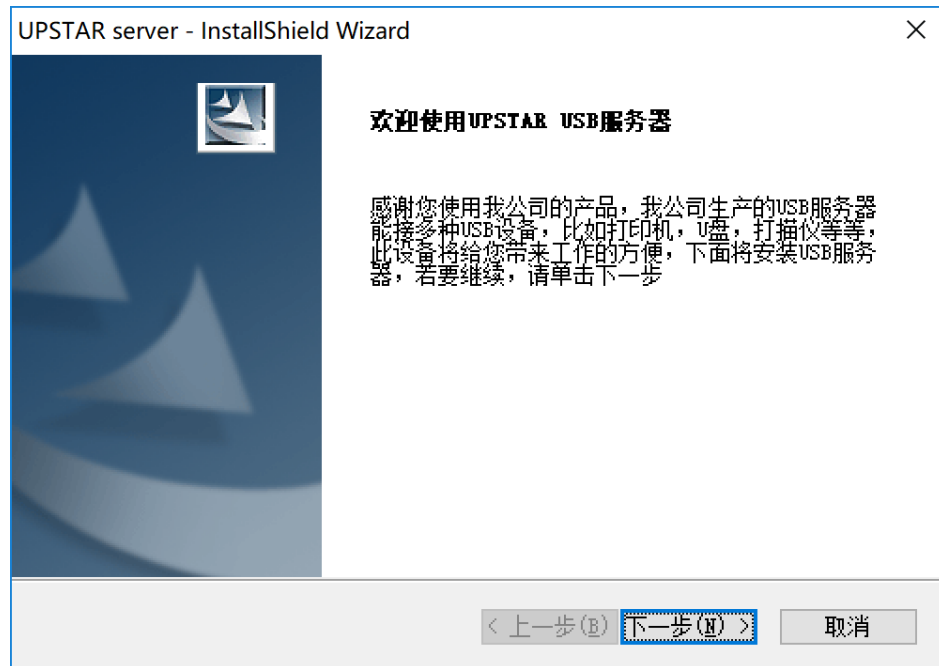 UPSTAR server - InstallShield Wizard
欢迎使用UPSTAR USB服务器
感谢您使用我公司的产品，我公司生产的USB服务器
能接多种USB设备，比如打印机，U盘，打描仪等等，
此设备将给您带来工作的方便，下面将安装USB服务
器，若要继续，请单击下一步
< 上一步(B)
下一步(N) >
取消